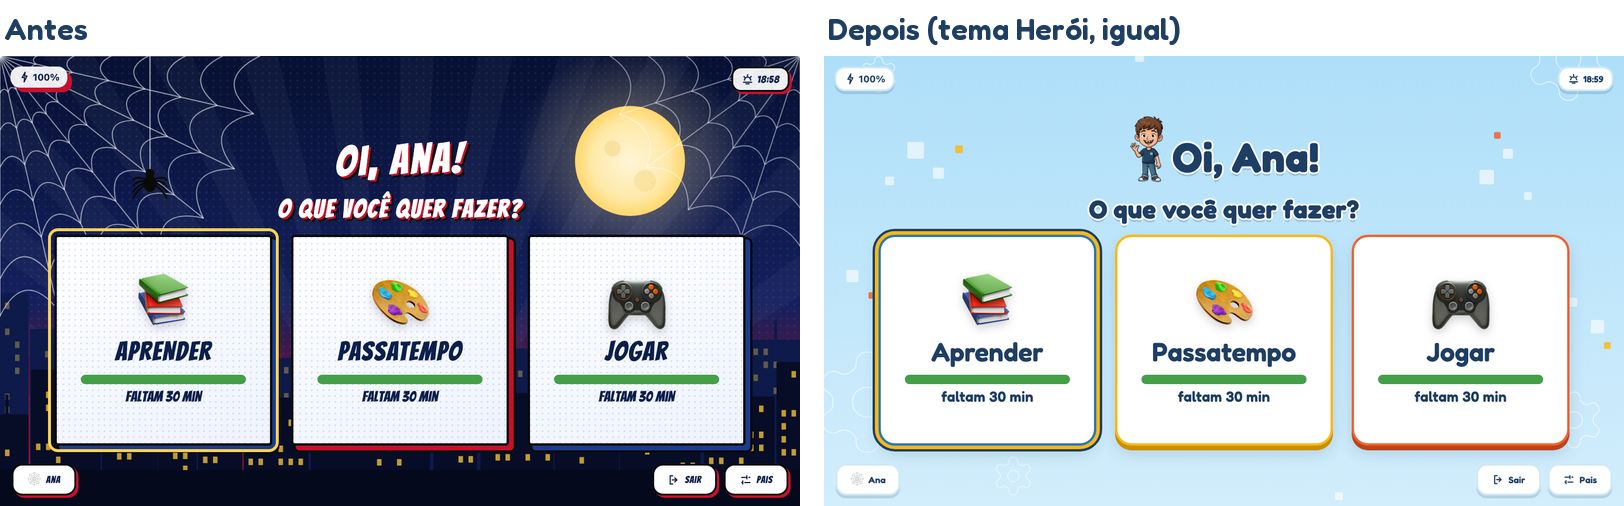 Antes
100%
18:58
OI, ANA!
O QUE VOCÊ QUER FAZER?
APRENDER
FALTAM 30 MIN
PASSATEMPO
FALTAM 30 MIN
JOGAR
FALTAM 30 MIN
ANA
SAIR
PAIS
Depois (tema Herói, igual)
100%
18:59
Oi, Ana!
O que você quer fazer?
Aprender
faltam 30 min
Passatempo
faltam 30 min
Jogar
faltam 30 min
Ana
Sair
Pais